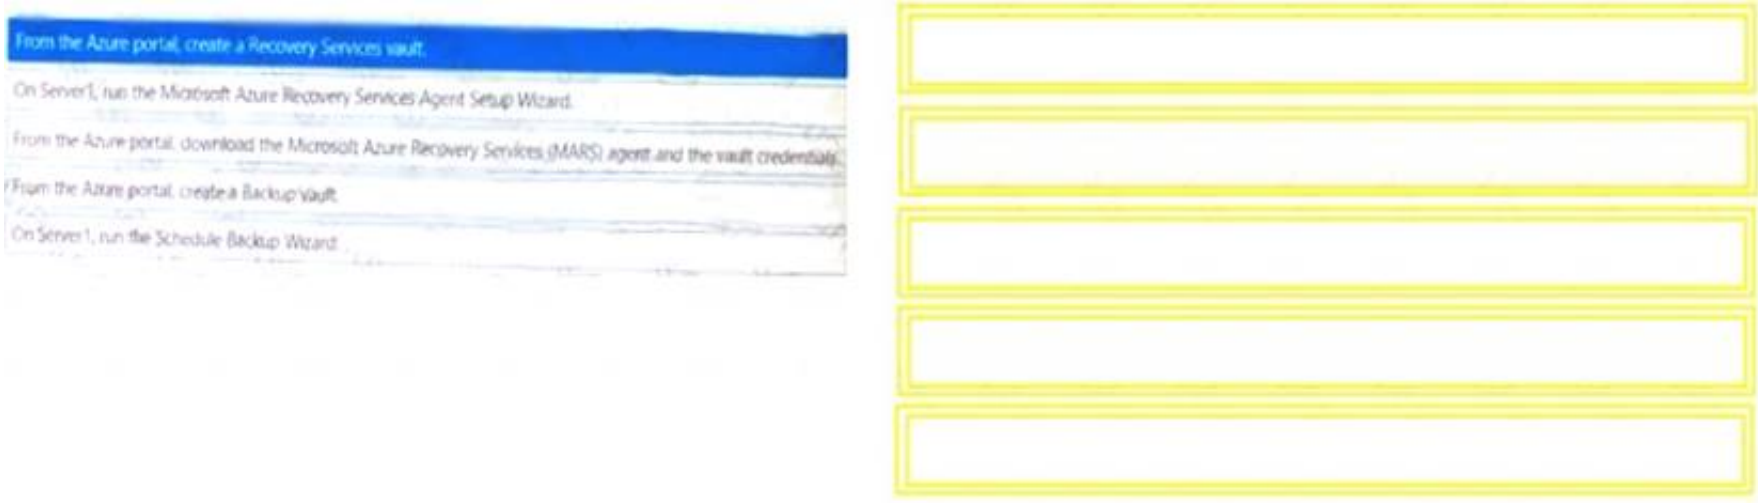 From the Azure portal, create a Recovery Services vault.
On Server1, run the Microsoft Azure Recovery Services Agent Setup Wizard.
From the Azure portal, download the Microsoft Azure Recovery Services (MARS) agent and the vault credentials.
From the Azure portal, create a Backup Vault.
On Server1, run the Schedule Backup Wizard.